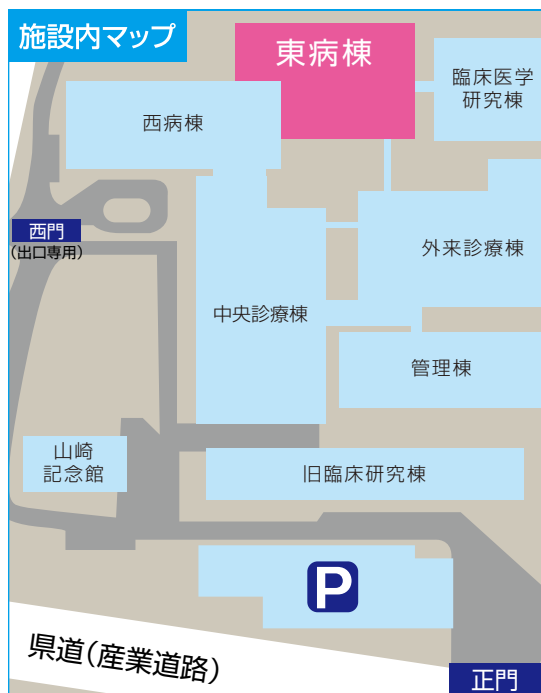 施設内マップ
東病棟
臨床医学
研究棟
西病棟
西門
(出口専用)
外来診療棟
中央診療棟
管理棟
山崎
記念館
旧臨床研究棟
P
県道(産業道路)
正門